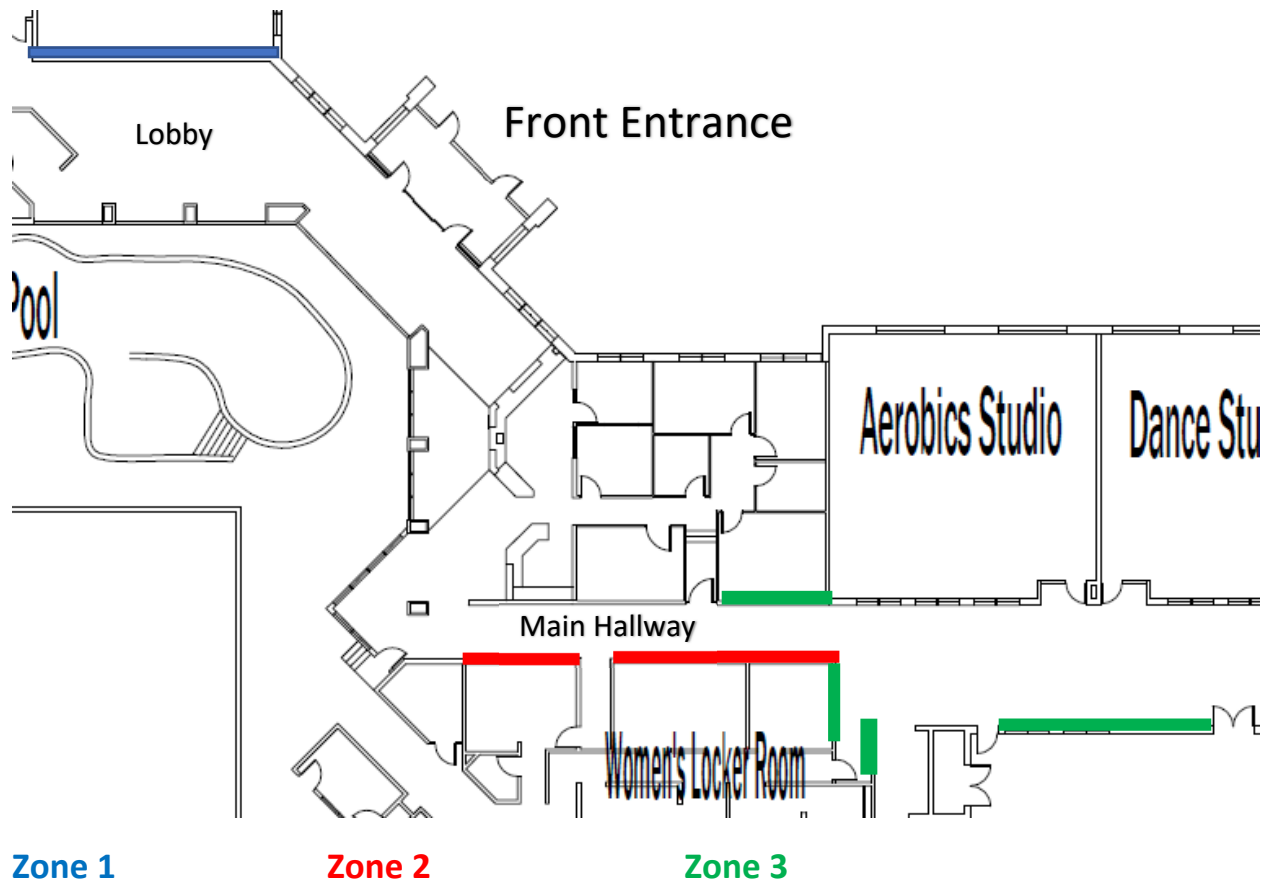 Front Entrance
Lobby
Pool
Aerobics Studio
Dance Stu
Main Hallway
Women's Locker Room
Zone 1 Zone 2 Zone 3